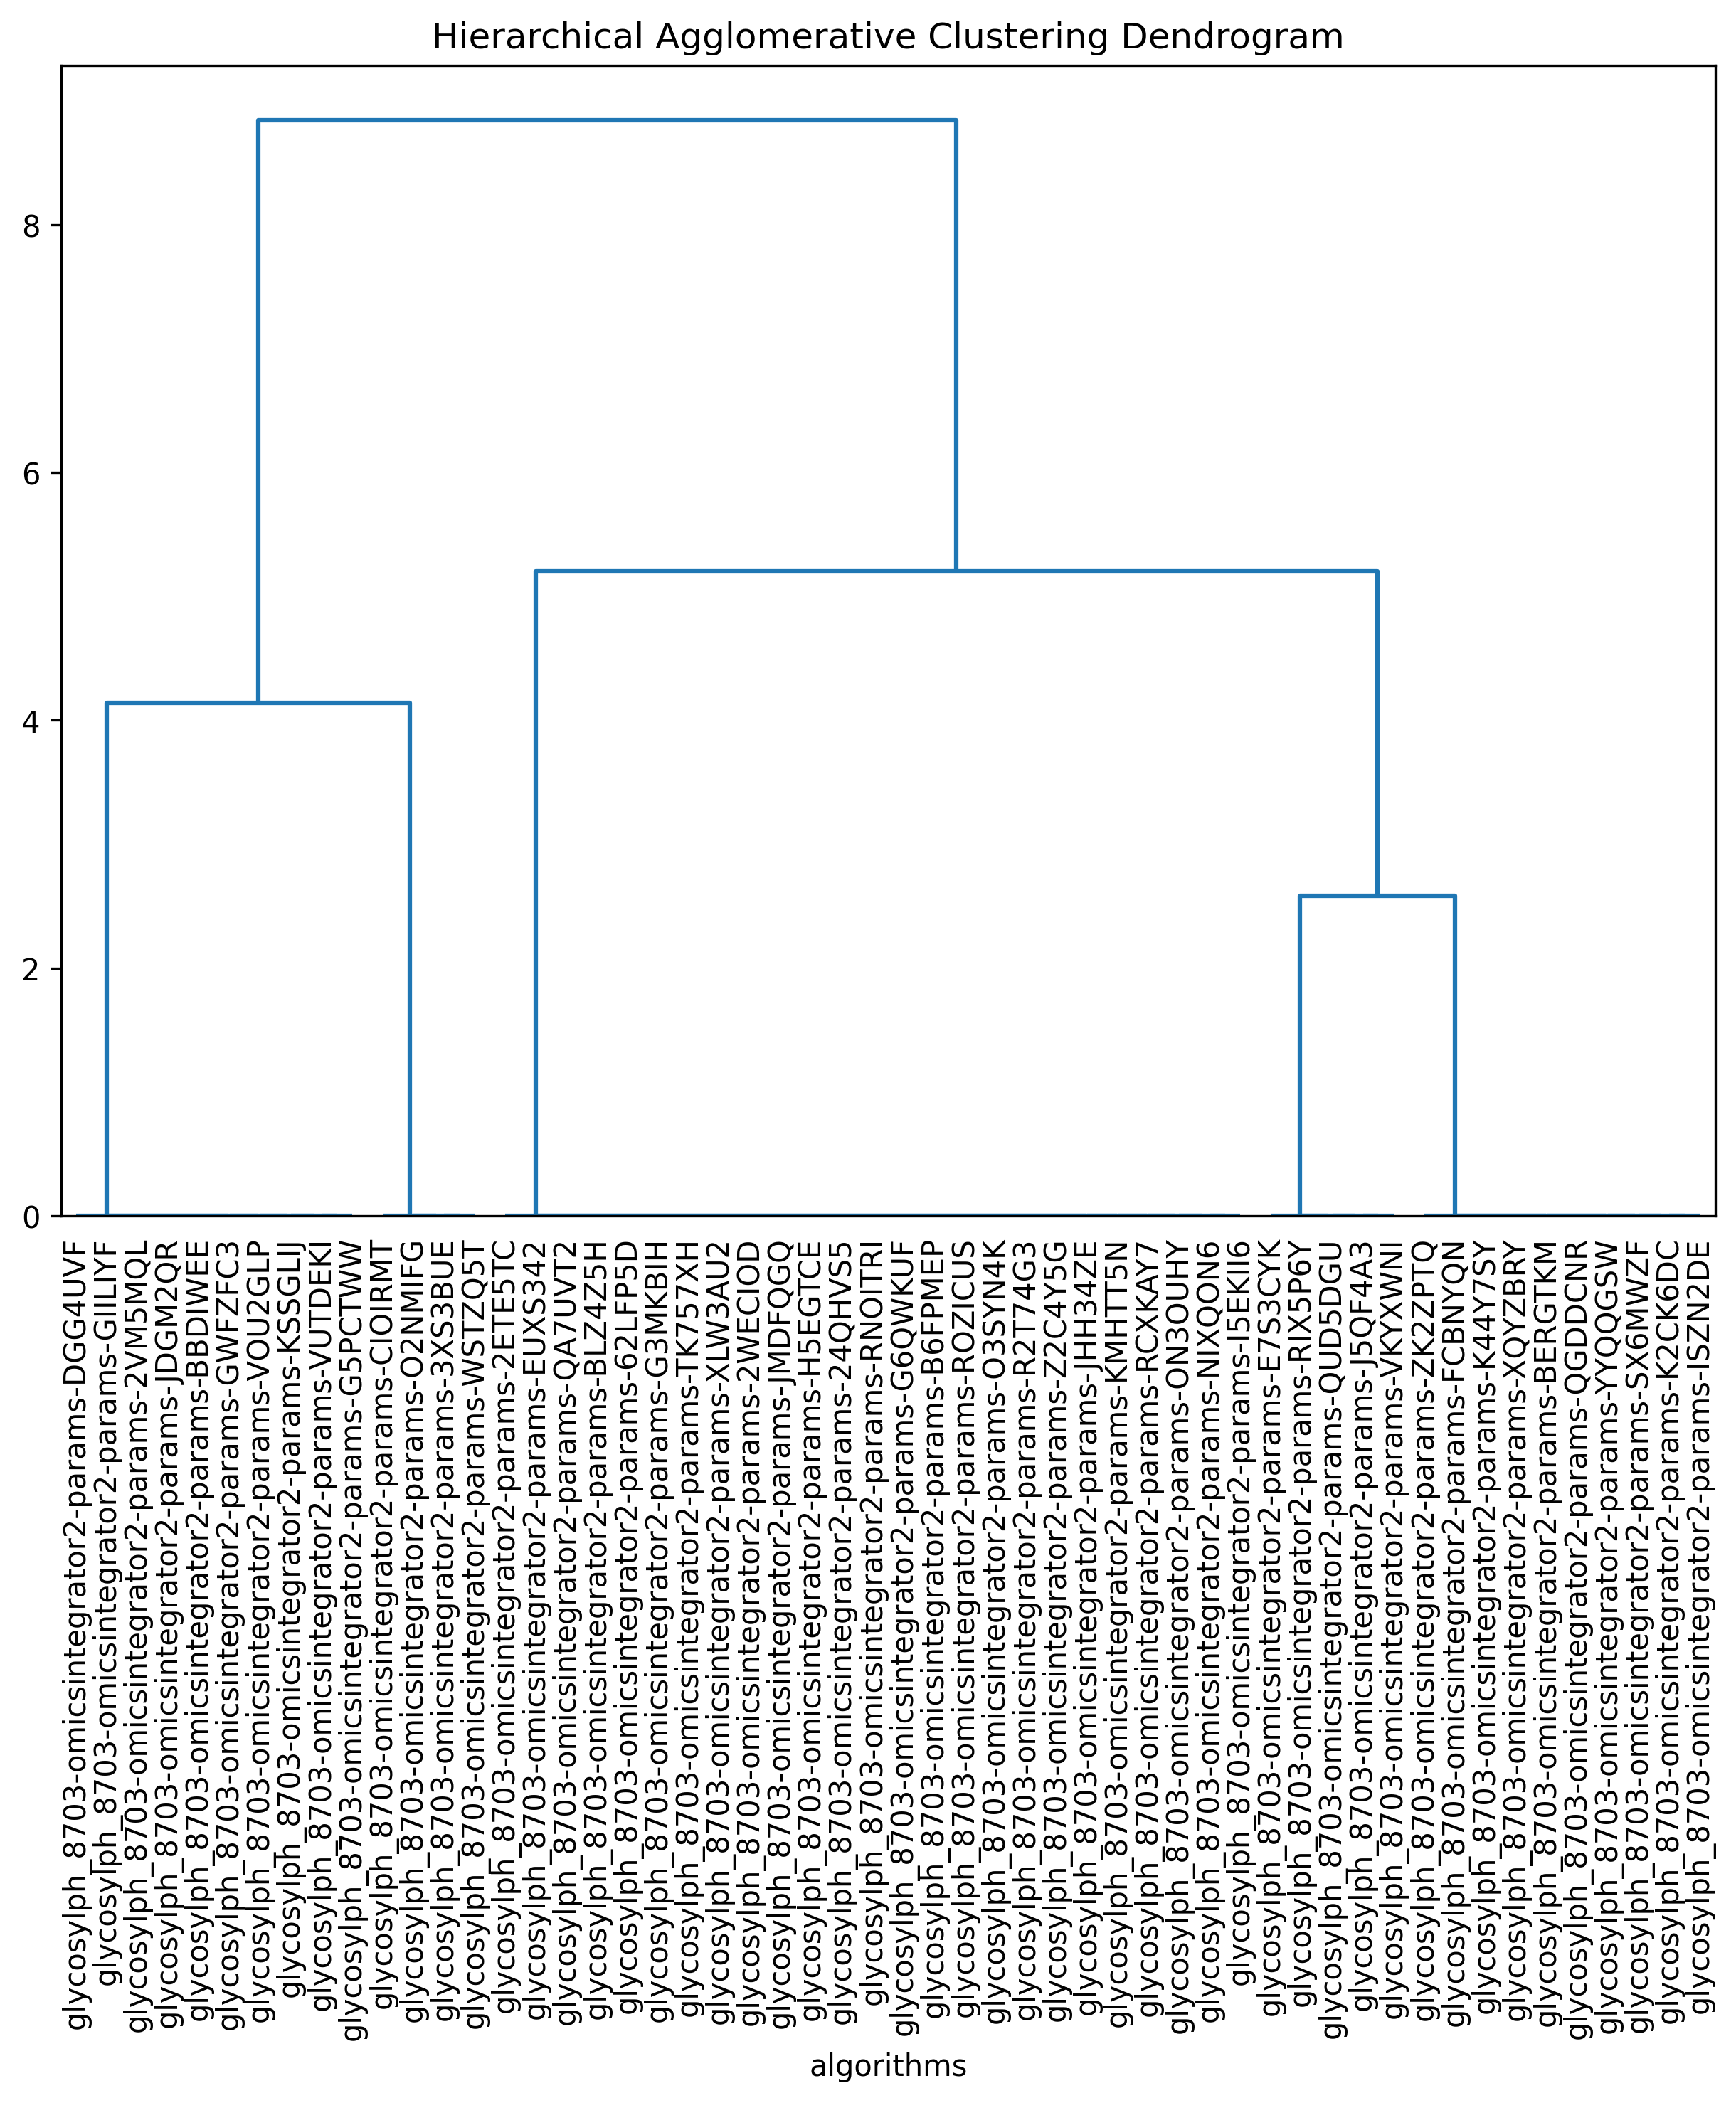 Hierarchical Agglomerative Clustering Dendrogram
8
6
4
2
0
glycosylph_8703-omicsintegrator2-params-DGG4UVF
glycosylph_8703-omicsintegrator2-params-GIILIYF
glycosylph_8703-omicsintegrator2-params-2VM5MQL
glycosylph_8703-omicsintegrator2-params-JDGM2QR
glycosylph_8703-omicsintegrator2-params-BBDIWEE
glycosylph_8703-omicsintegrator2-params-GWFZFC3
glycosylph_8703-omicsintegrator2-params-VOU2GLP
glycosylph_8703-omicsintegrator2-params-KSSGLIJ
glycosylph_8703-omicsintegrator2-params-VUTDEKI
glycosylph_8703-omicsintegrator2-params-G5PCTWW
glycosylph_8703-omicsintegrator2-params-CIOIRMT
glycosylph_8703-omicsintegrator2-params-O2NMIFG
glycosylph_8703-omicsintegrator2-params-3XS3BUE
glycosylph_8703-omicsintegrator2-params-WSTZQ5T
glycosylph_8703-omicsintegrator2-params-2ETE5TC
glycosylph_8703-omicsintegrator2-params-EUXS342
glycosylph_8703-omicsintegrator2-params-QA7UVT2
glycosylph_8703-omicsintegrator2-params-BLZ4Z5H
glycosylph_8703-omicsintegrator2-params-62LFP5D
glycosylph_8703-omicsintegrator2-params-G3MKBIH
glycosylph_8703-omicsintegrator2-params-TK757XH
glycosylph_8703-omicsintegrator2-params-XLW3AU2
glycosylph_8703-omicsintegrator2-params-2WECIOD
glycosylph_8703-omicsintegrator2-params-JMDFQGQ
glycosylph_8703-omicsintegrator2-params-H5EGTCE
glycosylph_8703-omicsintegrator2-params-24QHVS5
glycosylph_8703-omicsintegrator2-params-RNOITRI
glycosylph_8703-omicsintegrator2-params-G6QWKUF
glycosylph_8703-omicsintegrator2-params-B6FPMEP
glycosylph_8703-omicsintegrator2-params-ROZICUS
glycosylph_8703-omicsintegrator2-params-O3SYN4K
glycosylph_8703-omicsintegrator2-params-R2T74G3
glycosylph_8703-omicsintegrator2-params-Z2C4Y5G
glycosylph_8703-omicsintegrator2-params-JHH34ZE
glycosylph_8703-omicsintegrator2-params-KMHTT5N
glycosylph_8703-omicsintegrator2-params-RCXKAY7
glycosylph_8703-omicsintegrator2-params-ON3OUHY
glycosylph_8703-omicsintegrator2-params-NIXQON6
glycosylph_8703-omicsintegrator2-params-I5EKII6
glycosylph_8703-omicsintegrator2-params-E7S3CYK
glycosylph_8703-omicsintegrator2-params-RIX5P6Y
glycosylph_8703-omicsintegrator2-params-QUD5DGU
glycosylph_8703-omicsintegrator2-params-J5QF4A3
glycosylph_8703-omicsintegrator2-params-VKYXWNI
glycosylph_8703-omicsintegrator2-params-ZK2ZPTQ
glycosylph_8703-omicsintegrator2-params-FCBNYQN
glycosylph_8703-omicsintegrator2-params-K44Y7SY
glycosylph_8703-omicsintegrator2-params-XQYZBRY
glycosylph_8703-omicsintegrator2-params-BERGTKM
glycosylph_8703-omicsintegrator2-params-QGDDCNR
glycosylph_8703-omicsintegrator2-params-YYQQGSW
glycosylph_8703-omicsintegrator2-params-SX6MWZF
glycosylph_8703-omicsintegrator2-params-K2CK6DC
glycosylph_8703-omicsintegrator2-params-ISZN2DE
algorithms